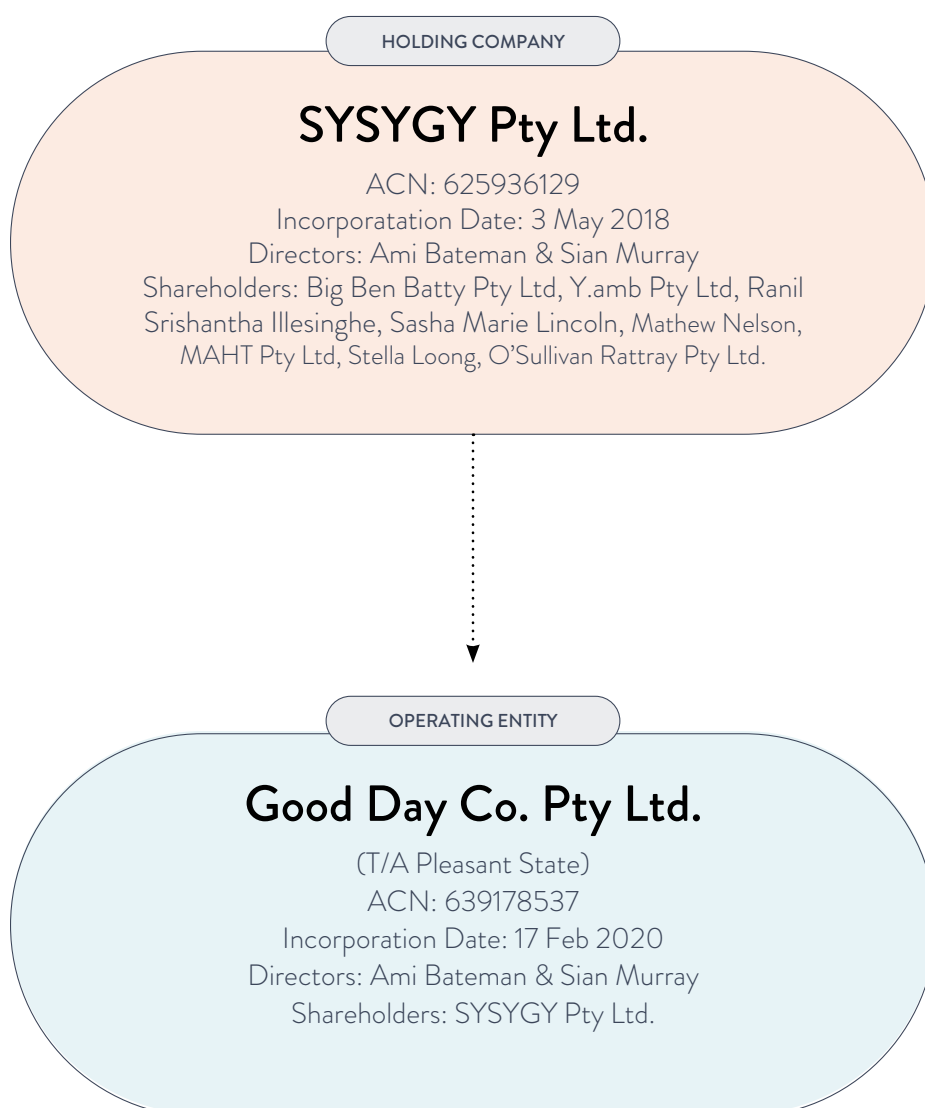 HOLDING COMPANY
SYSYGY Pty Ltd.
ACN: 625936129
Incorporatation Date: 3 May 2018
Directors: Ami Bateman & Sian Murray
Shareholders: Big Ben Batty Pty Ltd, Y.amb Pty Ltd, Ranil
Srishantha Illesinghe, Sasha Marie Lincoln, Mathew Nelson,
MAHT Pty Ltd, Stella Loong, O’Sullivan Rattray Pty Ltd.
OPERATING ENTITY
Good Day Co. Pty Ltd.
(T/A Pleasant State)
ACN: 639178537
Incorporation Date: 17 Feb 2020
Directors: Ami Bateman & Sian Murray
Shareholders: SYSYGY Pty Ltd.